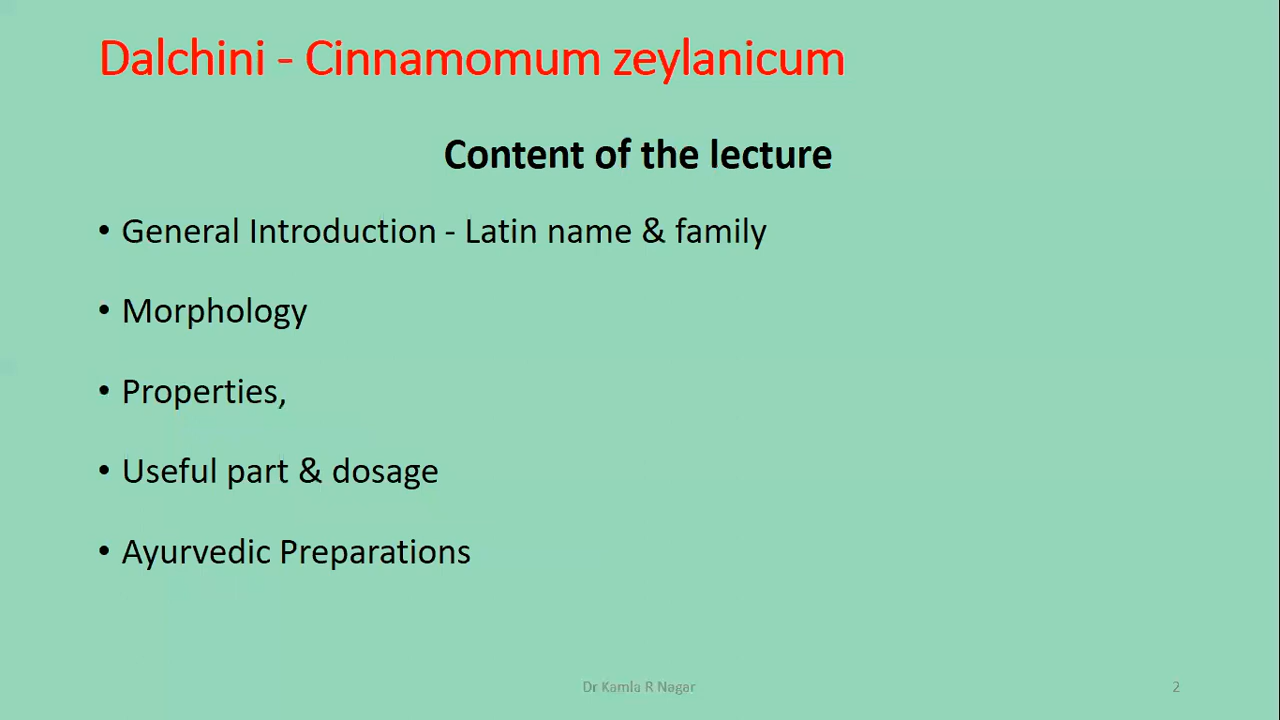 Dalchini - Cinnamomum zeylanicum
Content of the lecture
• General Introduction - Latin name & family
• Morphology
• Properties,
• Useful part & dosage
• Ayurvedic Preparations
Dr Kamla R Nagar
2